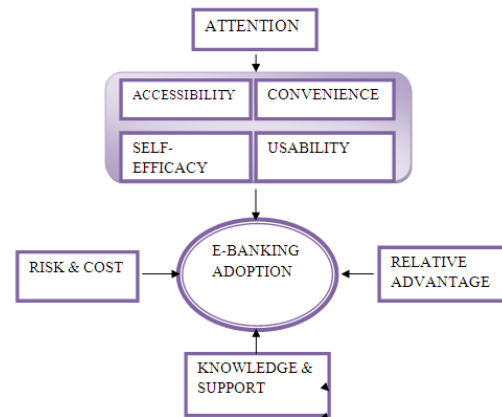 ATTENTION
ACCESSIBILITY
CONVENIENCE
SELF-
EFFICACY
USABILITY
E-BANKING
ADOPTION
RISK & COST
RELATIVE
ADVANTAGE
KNOWLEDGE &
SUPPORT